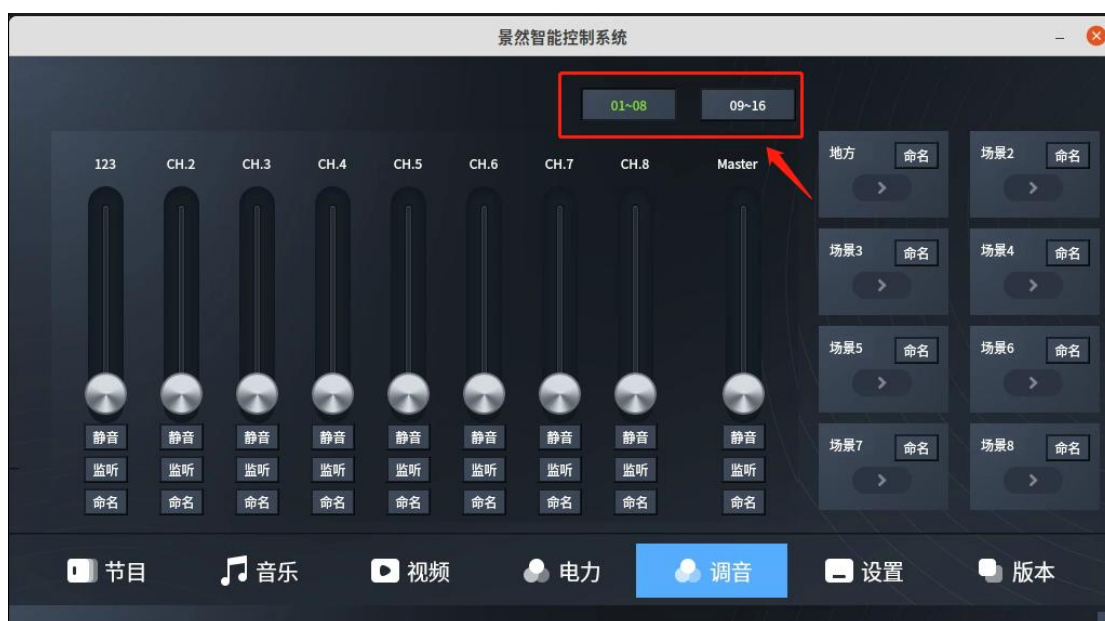 景然智能控制系统
01~08 09~16
123 CH.2 CH.3 CH.4 CH.5 CH.6 CH.7 CH.8 Master
地方 命名 场景2 命名
场景3 命名 场景4 命名
场景5 命名 场景6 命名
场景7 命名 场景8 命名
静音 静音 静音 静音 静音 静音 静音 静音 静音
监听 监听 监听 监听 监听 监听 监听 监听 监听
命名 命名 命名 命名 命名 命名 命名 命名 命名
节目 音乐 视频 电力 调音 设置 版本